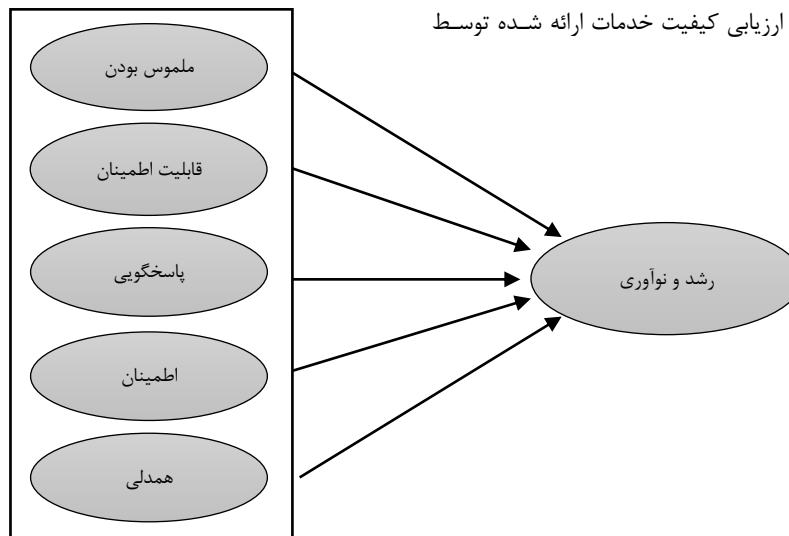 ارزیابی کیفیت خدمات ارائه شده توسط
ملموس بودن
قابلیت اطمینان
پاسخگویی
اطمینان
همدلی
رشد و نوآوری